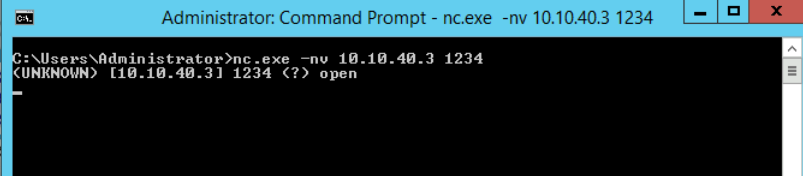 Administrator: Command Prompt - nc.exe -nv 10.10.40.3 1234
C:\Users\Administrator>nc.exe -nv 10.10.40.3 1234
(UNKNOWN) [10.10.40.3] 1234 (?) open